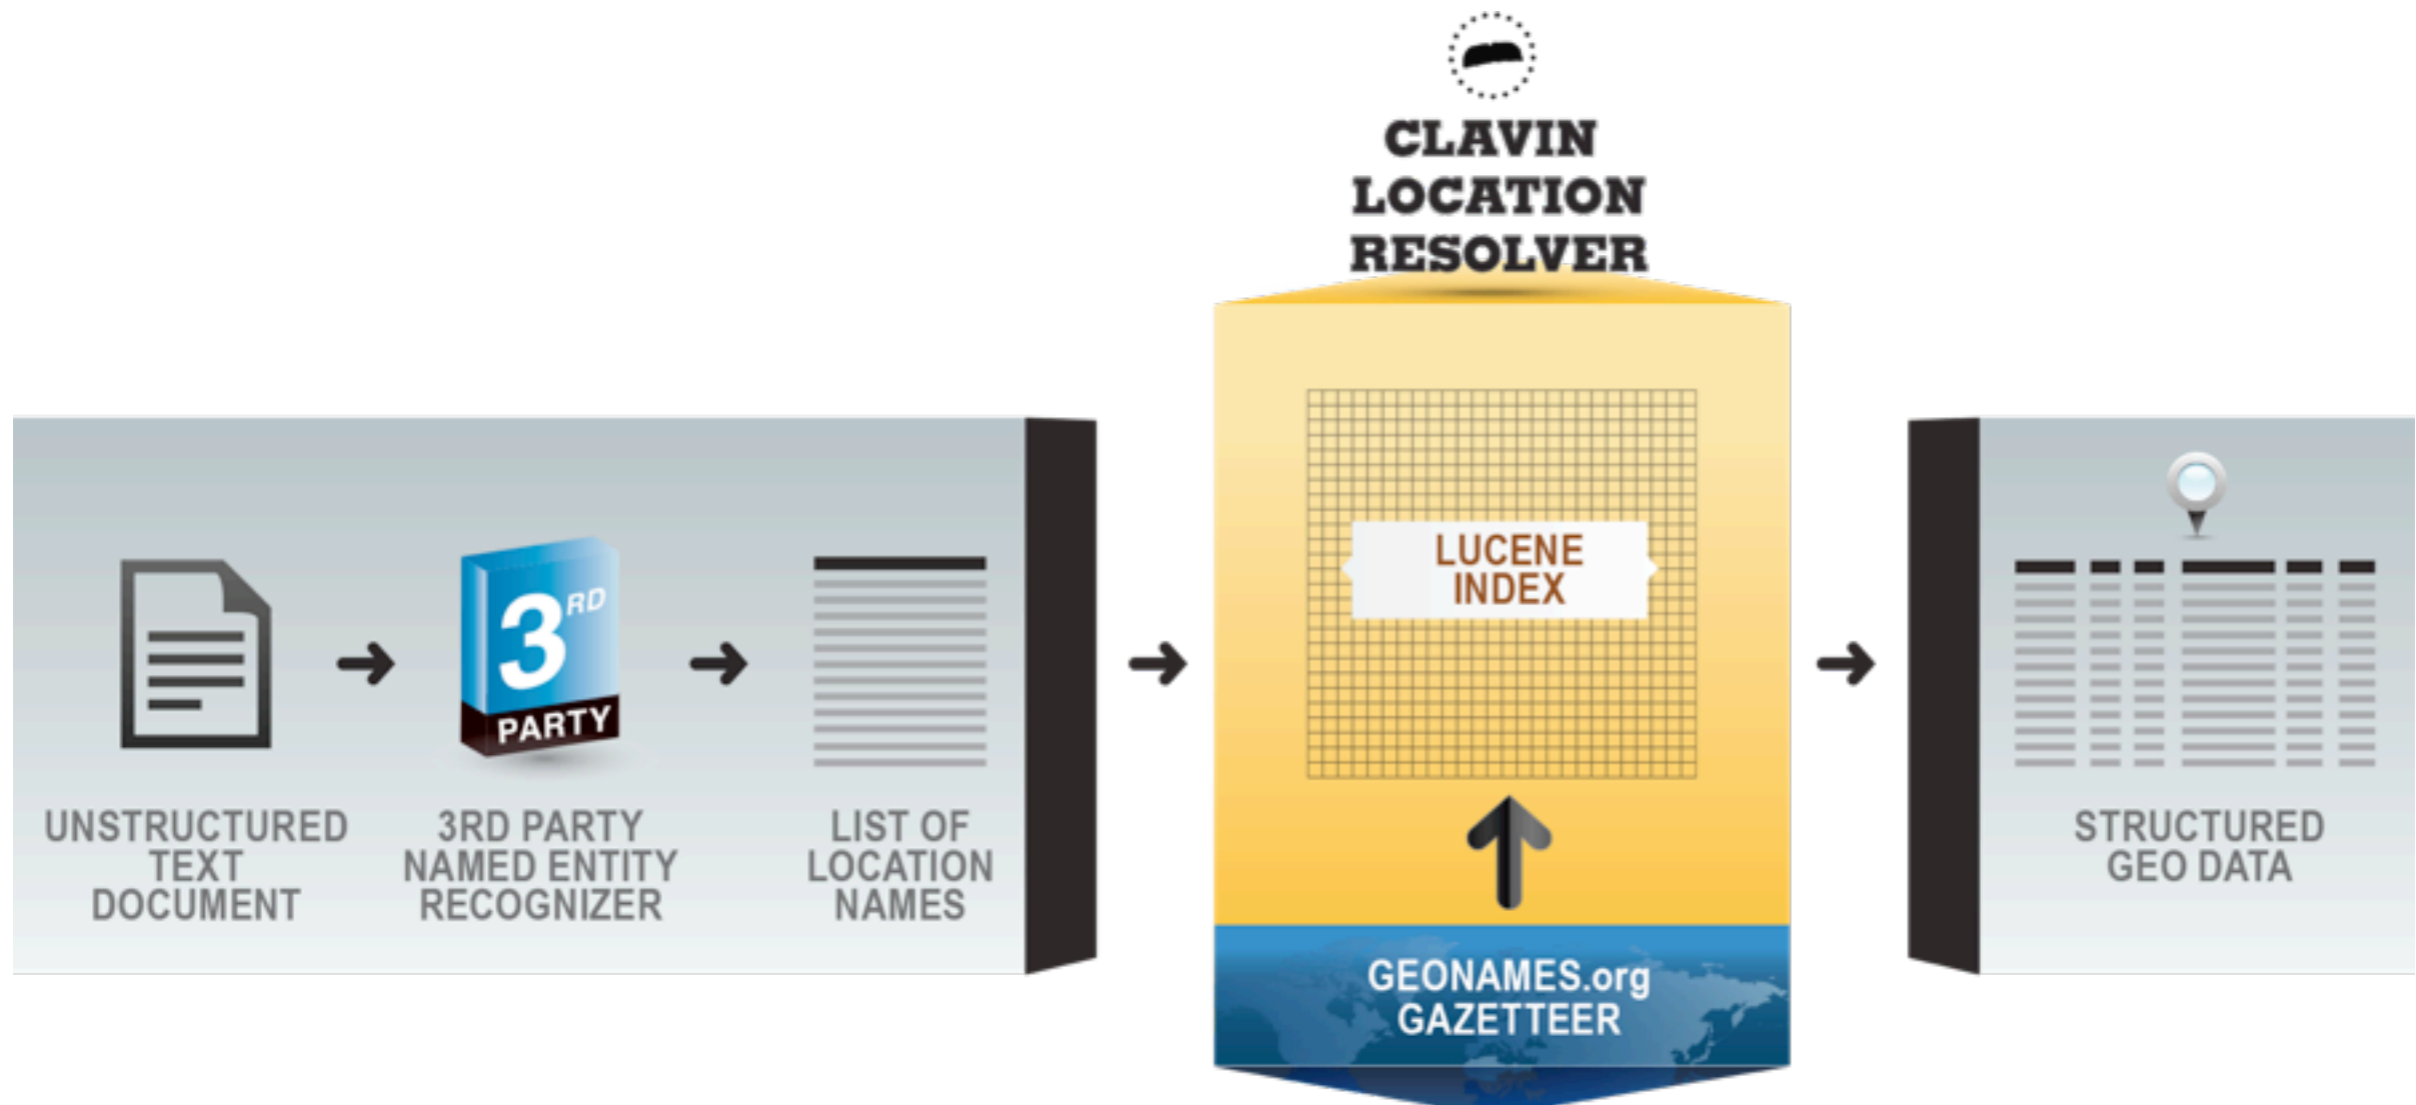 CLAVIN
LOCATION
RESOLVER
UNSTRUCTURED
TEXT
DOCUMENT
3RD
PARTY
3RD PARTY
NAMED ENTITY
RECOGNIZER
LIST OF
LOCATION
NAMES
LUCENE
INDEX
GEONAMES.org
GAZETTEER
STRUCTURED
GEO DATA